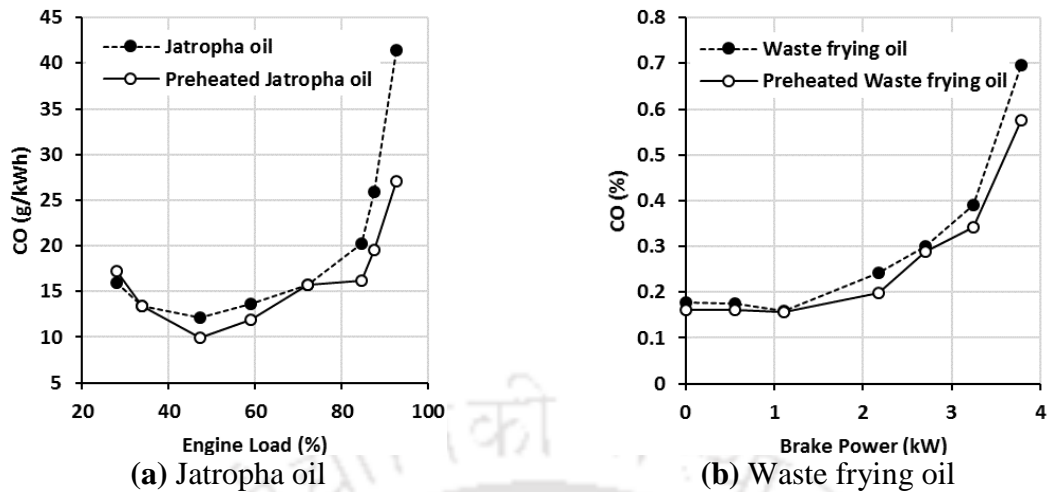 45
40
35
30
25
20
15
10
5
CO (g/kWh)
Jatropha oil
Preheated Jatropha oil
20 40 60 80 100
Engine Load (%)
(a) Jatropha oil
0.8
0.7
0.6
0.5
0.4
0.3
0.2
0.1
0
CO (%)
Waste frying oil
Preheated Waste frying oil
0 1 2 3 4
Brake Power (kW)
(b) Waste frying oil